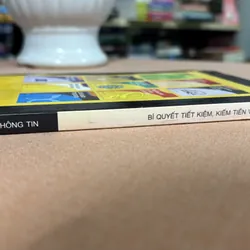 HÔNG TIN
BÍ QUYẾT TIẾT KIỆM, KIẾM TIỀN V